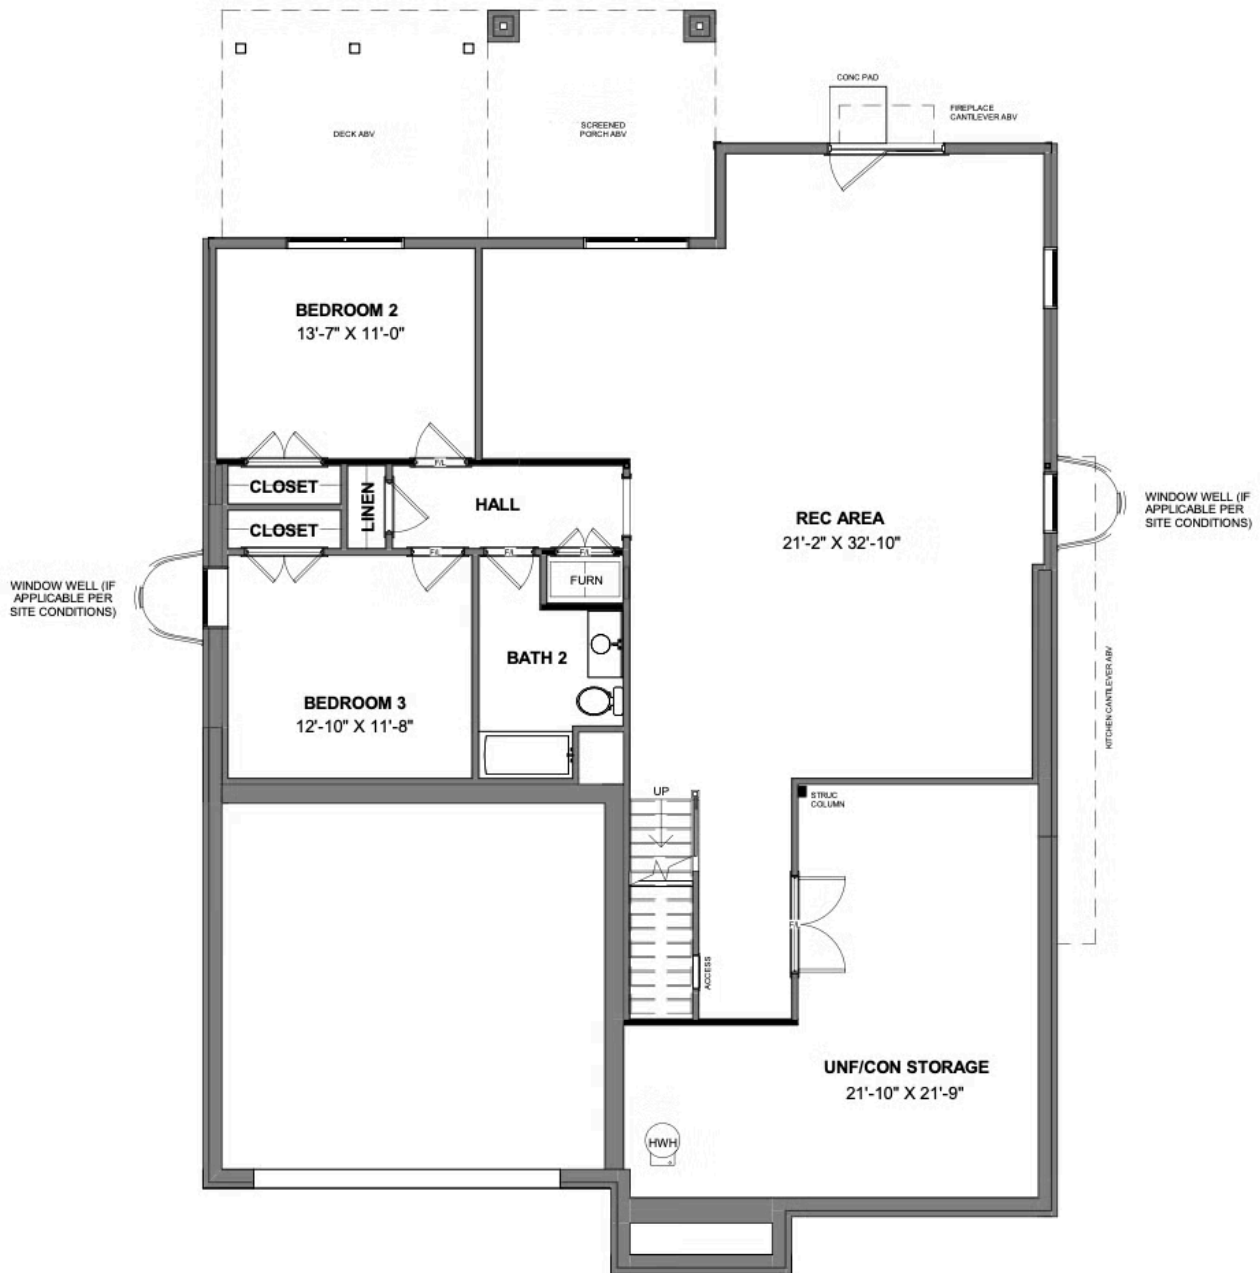 CONC PAD
FIREPLACE
CANTILEVER ABV
DECK ABV
SCREENED
PORCH ABV
BEDROOM 2
13'-7" X 11'-0"
F/L
CLOSET
LINEN
HALL
CLOSET
REC AREA
21'-2" X 32'-10"
WINDOW WELL (IF
APPLICABLE PER
SITE CONDITIONS)
F/L
F/L
F/L
FURN
WINDOW WELL (IF
APPLICABLE PER
SITE CONDITIONS)
BATH 2
BEDROOM 3
12'-10" X 11'-8"
KITCHEN CANTILEVER ABV
UP
STRUC
COLUMN
F/L
ACCESS
UNF/CON STORAGE
21'-10" X 21'-9"
HWH